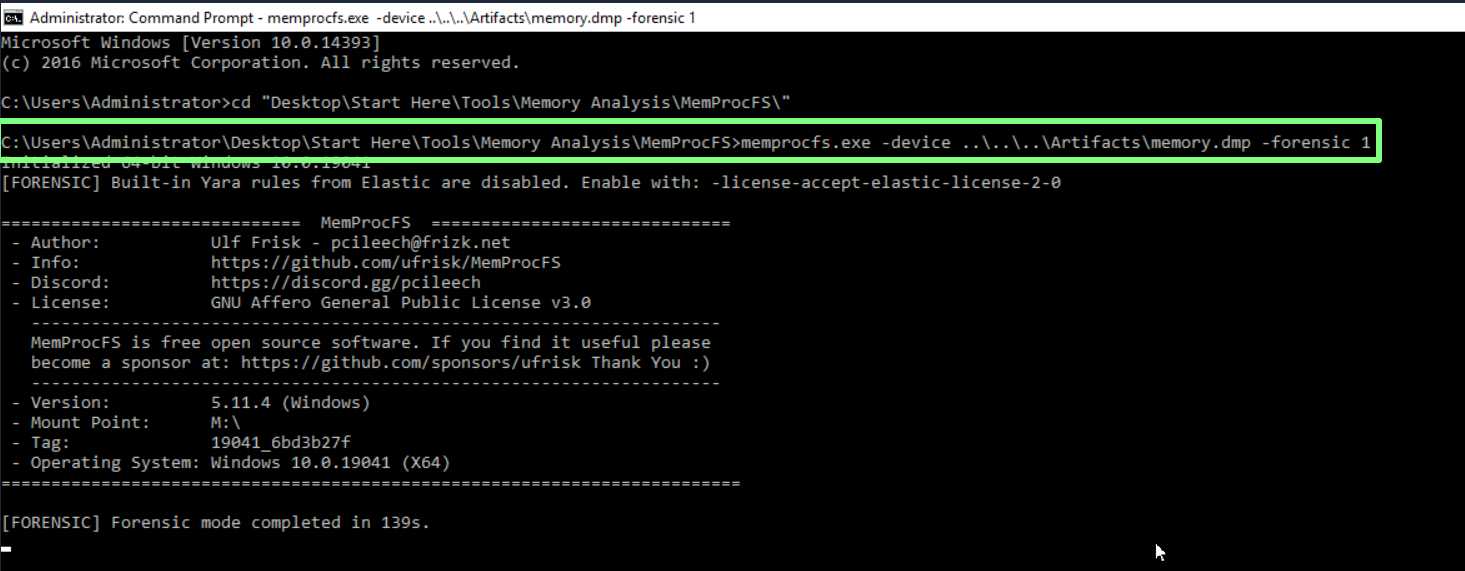 Administrator: Command Prompt - memprocfs.exe  -device ..\..\..\Artifacts\memory.dmp -forensic 1
Microsoft Windows [Version 10.0.14393]
(c) 2016 Microsoft Corporation. All rights reserved.
C:\Users\Administrator>cd "Desktop\Start Here\Tools\Memory Analysis\MemProcFS\"
C:\Users\Administrator\Desktop\Start Here\Tools\Memory Analysis\MemProcFS>memprocfs.exe -device ..\..\..\Artifacts\memory.dmp -forensic 1
Initialized 64-bit Windows 10.0.19041
[FORENSIC] Built-in Yara rules from Elastic are disabled. Enable with: -license-accept-elastic-license-2-0
============================== MemProcFS ==============================
- Author: Ulf Frisk - pcileech@frizk.net
- Info: https://github.com/ufrisk/MemProcFS
- Discord: https://discord.gg/pcileech
- License: GNU Affero General Public License v3.0
---------------------------------------------------------------------
MemProcFS is free open source software. If you find it useful please
become a sponsor at: https://github.com/sponsors/ufrisk Thank You :)
---------------------------------------------------------------------
- Version: 5.11.4 (Windows)
- Mount Point: M:\
- Tag: 19041_6bd3b27f
- Operating System: Windows 10.0.19041 (X64)
==========================================================================
[FORENSIC] Forensic mode completed in 139s.